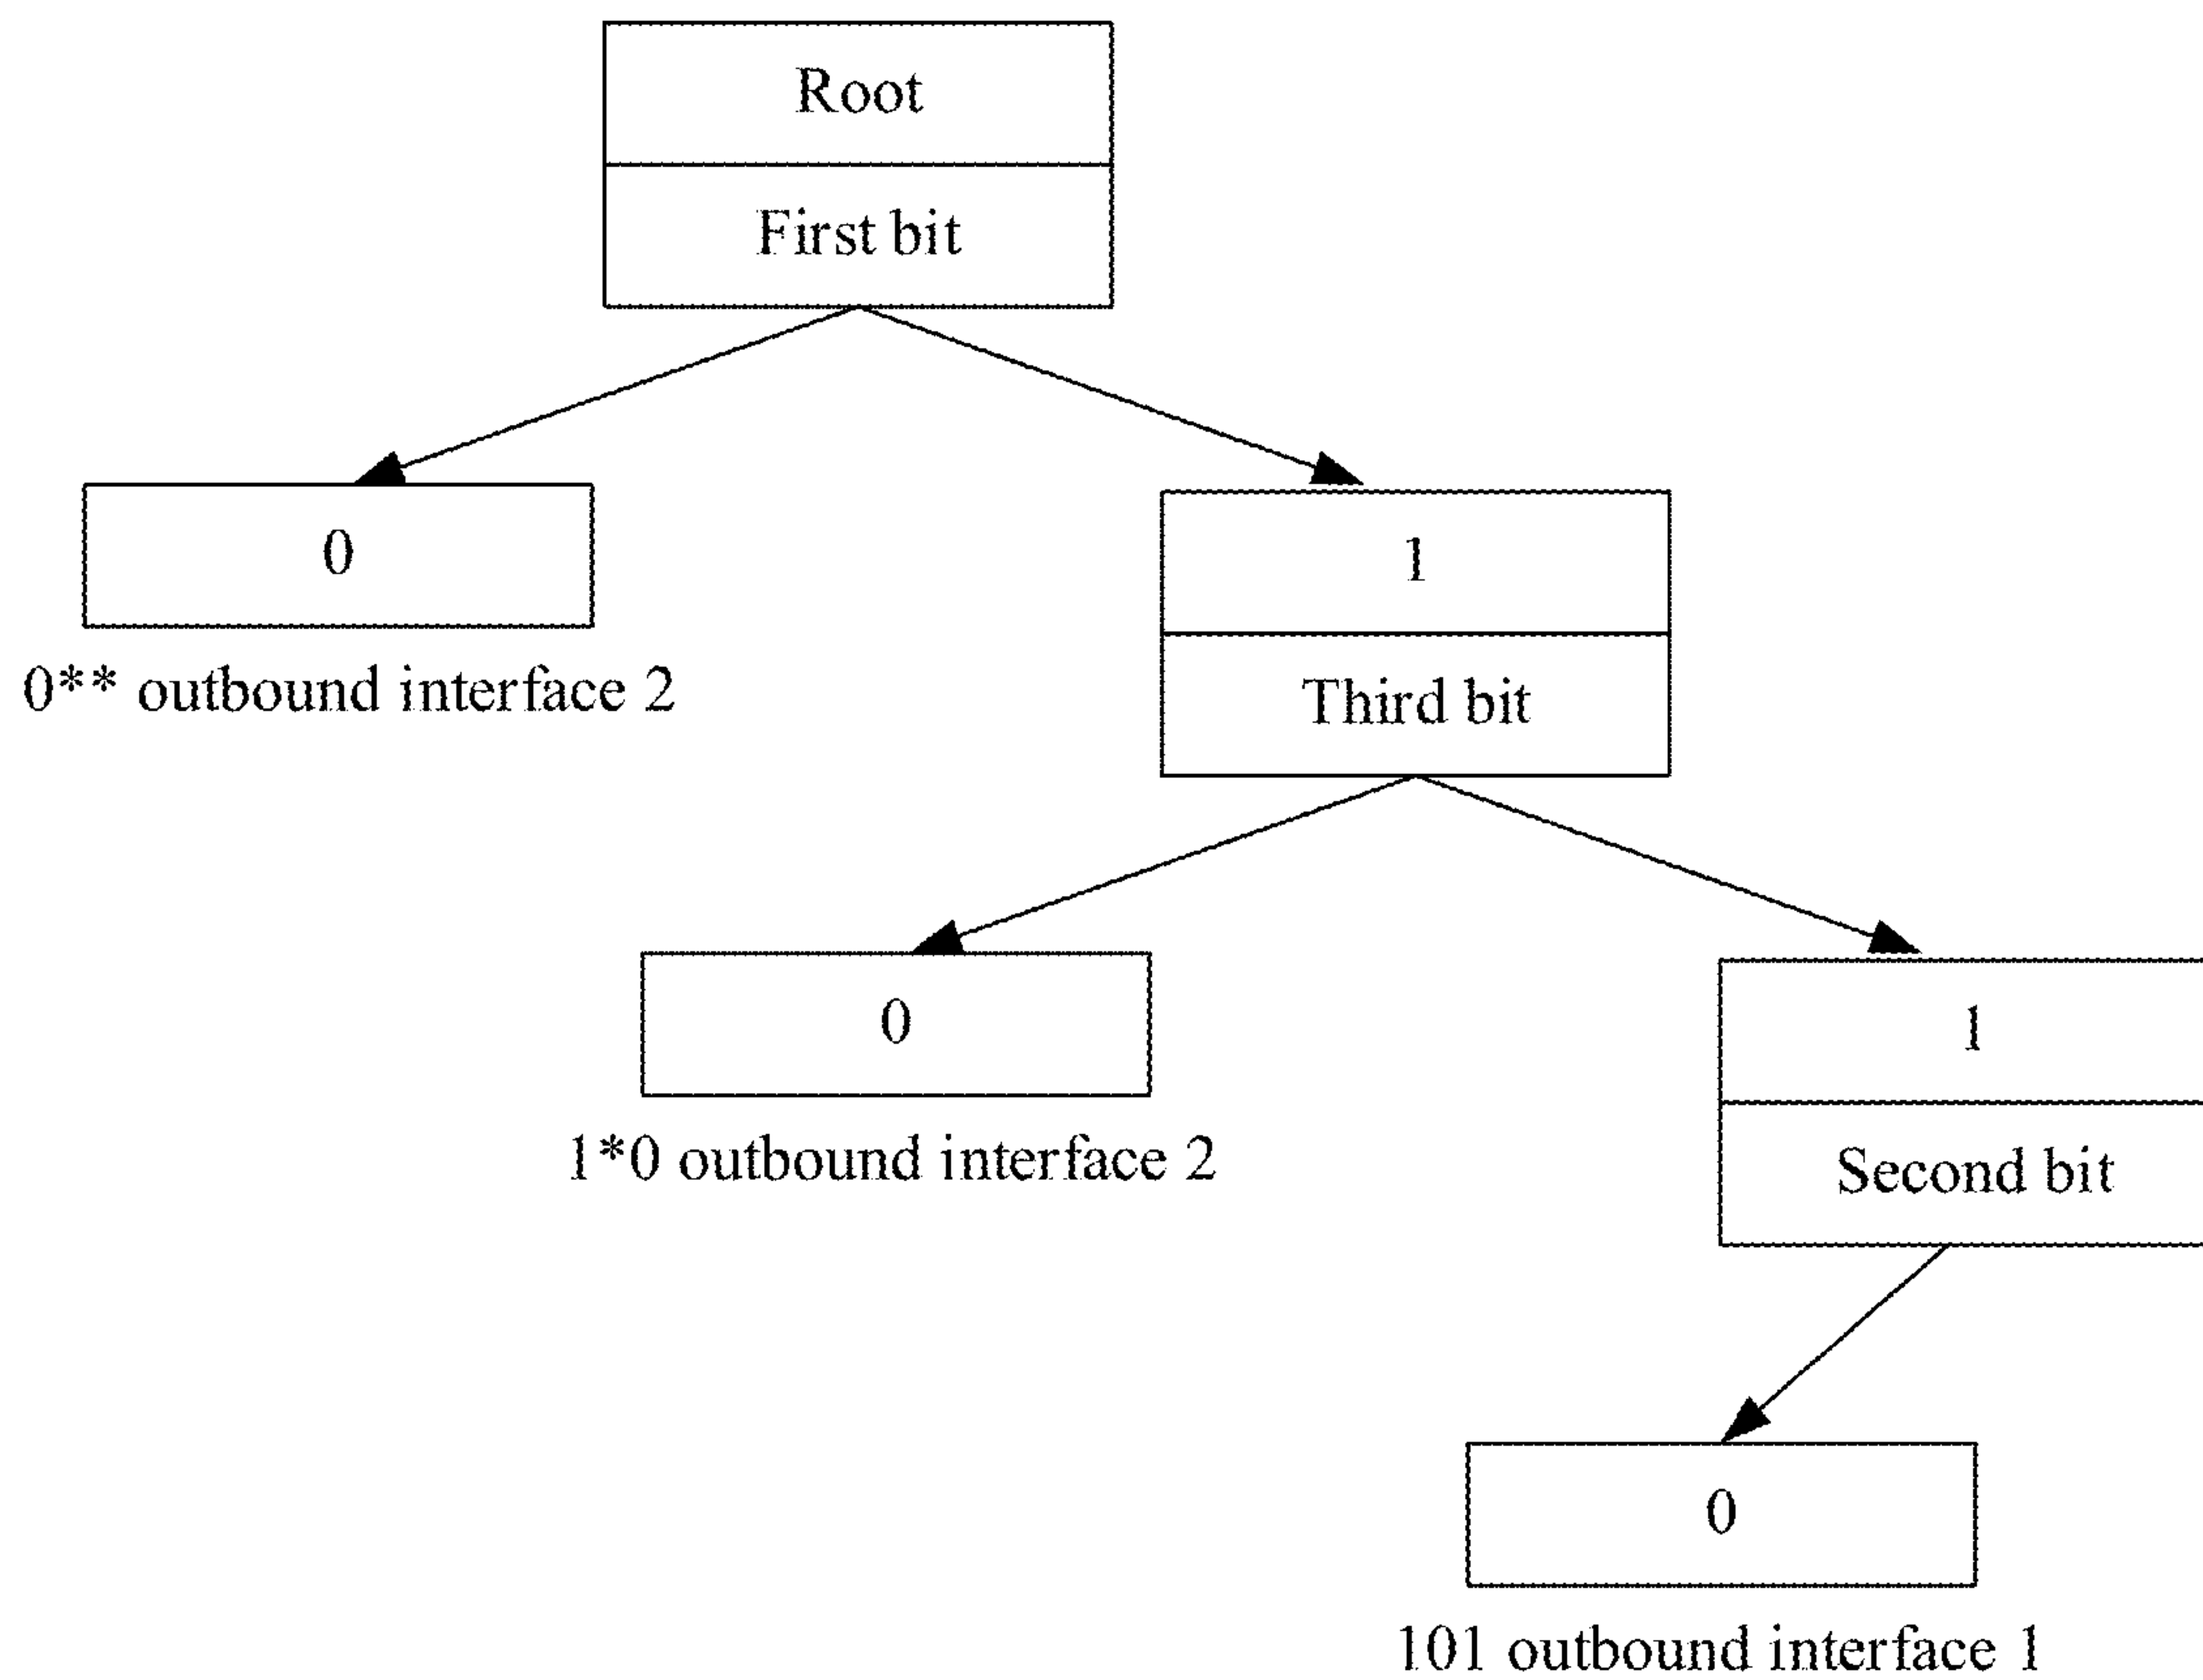 Root
First bit
0
1
0** outbound interface 2
Third bit
0
1
1*0 outbound interface 2
Second bit
0
101 outbound interface 1